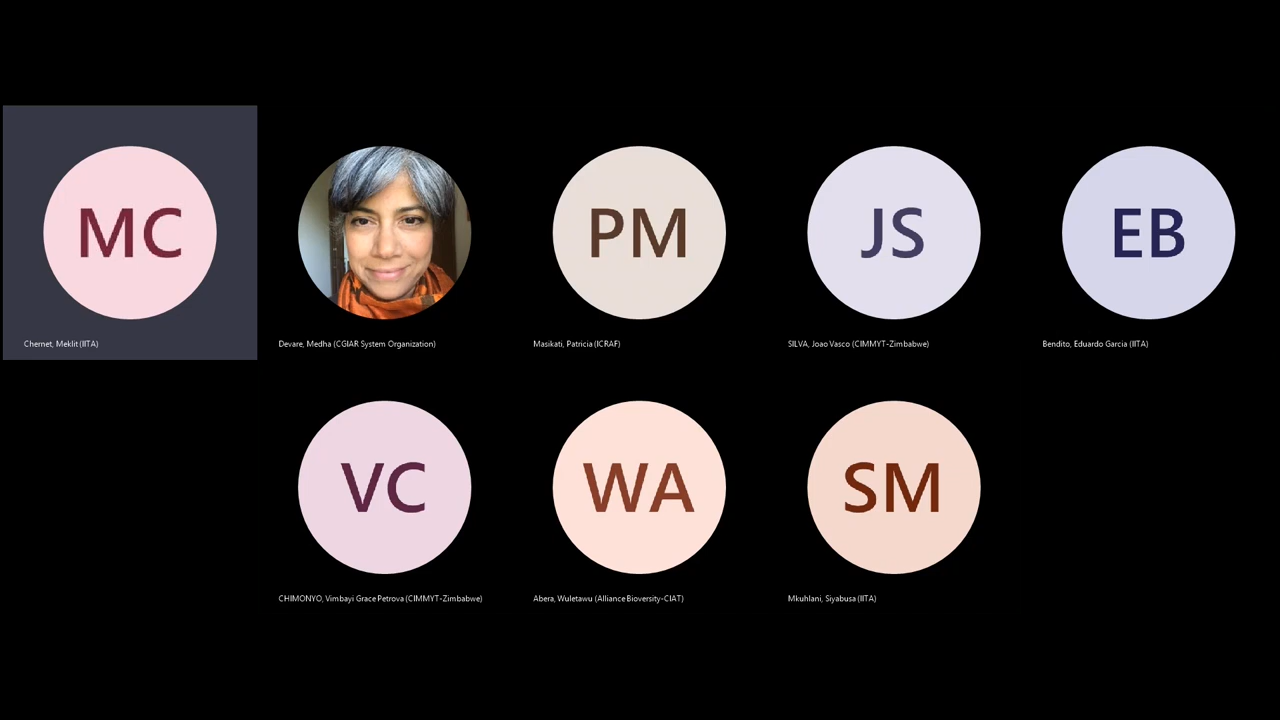 MC
PM
JS
EB
Chernet, Meklit (IITA)
Devare, Medha (CGIAR System Organization)
Masikati, Patricia (ICRAF)
SILVA, Joao Vasco (CIMMYT-Zimbabwe)
Bendito, Eduardo Garcia (IITA)
VC
WA
SM
CHIMONYO, Vimbayi Grace Petrova (CIMMYT-Zimbabwe)
Abera, Wuletawu (Alliance Bioversity-CIAT)
Mkuhlani, Siyabusa (IITA)